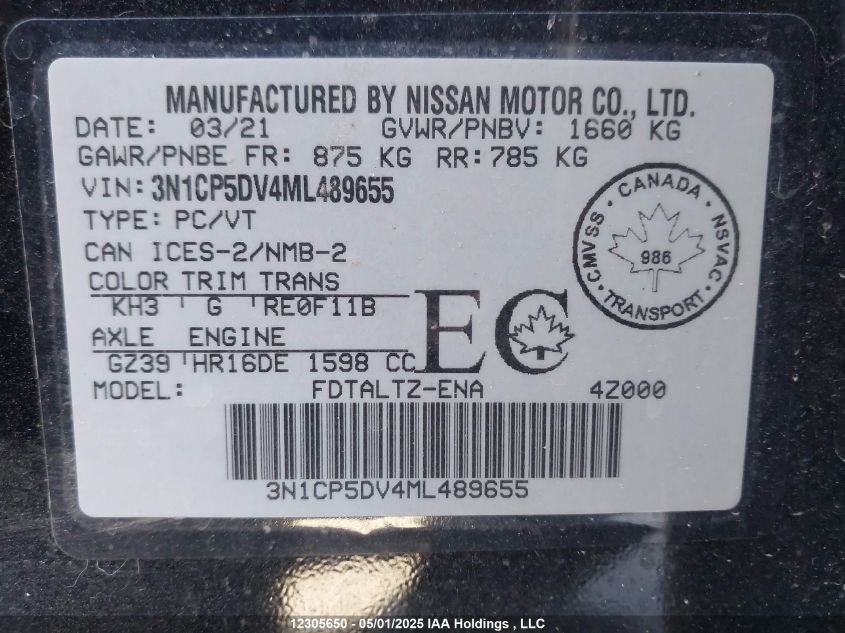 MANUFACTURED BY NISSAN MOTOR CO., LTD.
DATE: 03/21 GVWR/PNBV: 1660 KG
GAWR/PNBE FR: 875 KG RR: 785 KG
VIN: 3N1CP5DV4ML489655
TYPE: PC/VT
CAN ICES-2/NMB-2
CANADA · NSVAC · TRANSPORT · CMVSS ·
986
COLOR TRIM TRANS
KH3 G RE0F11B
AXLE ENGINE
GZ39 HR16DE 1598 CC
EC
MODEL: FDTALTZ-ENA 4Z000
3N1CP5DV4ML489655
12305650 - 05/01/2025 IAA Holdings , LLC